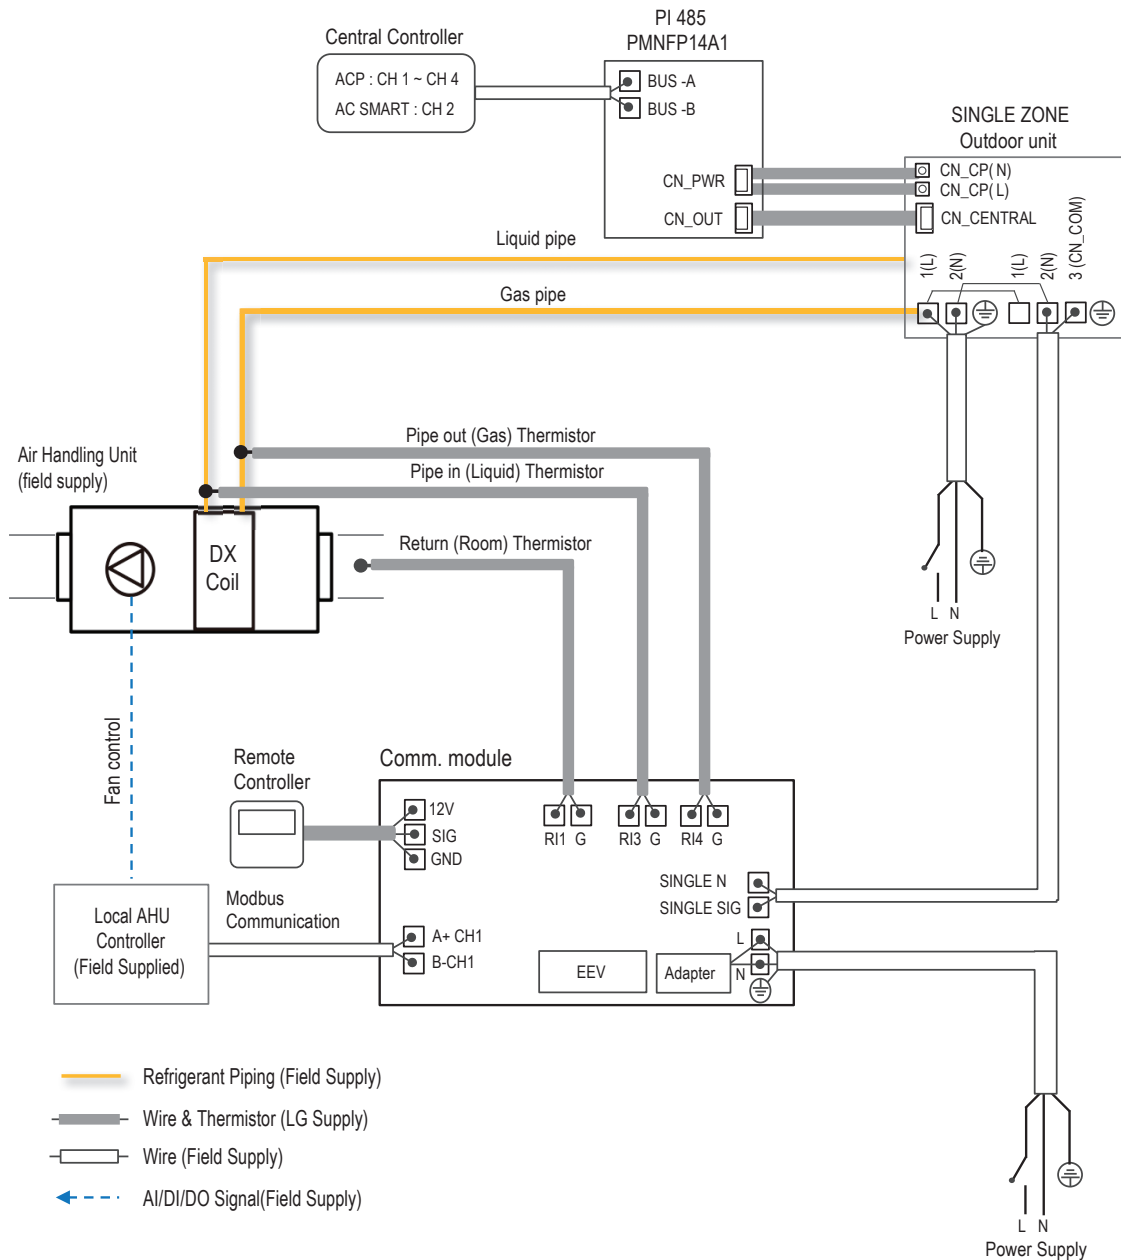 PI 485
PMNFP14A1
Central Controller
ACP : CH 1 ~ CH 4
AC SMART : CH 2
BUS -A
BUS -B
CN_PWR
CN_OUT
SINGLE ZONE
Outdoor unit
CN_CP( N)
CN_CP( L)
CN_CENTRAL
1(L)
2(N)
1(L)
2(N)
3 (CN_COM)
Liquid pipe
Gas pipe
Pipe out (Gas) Thermistor
Pipe in (Liquid) Thermistor
Return (Room) Thermistor
Air Handling Unit
(field supply)
DX
Coil
L N
Power Supply
Fan control
Remote
Controller
Comm. module
12V
SIG
GND
RI1 G
RI3 G
RI4 G
SINGLE N
SINGLE SIG
Modbus
Communication
Local AHU
Controller
(Field Supplied)
A+ CH1
B-CH1
EEV
Adapter
L
N
Refrigerant Piping (Field Supply)
Wire & Thermistor (LG Supply)
Wire (Field Supply)
AI/DI/DO Signal(Field Supply)
L N
Power Supply